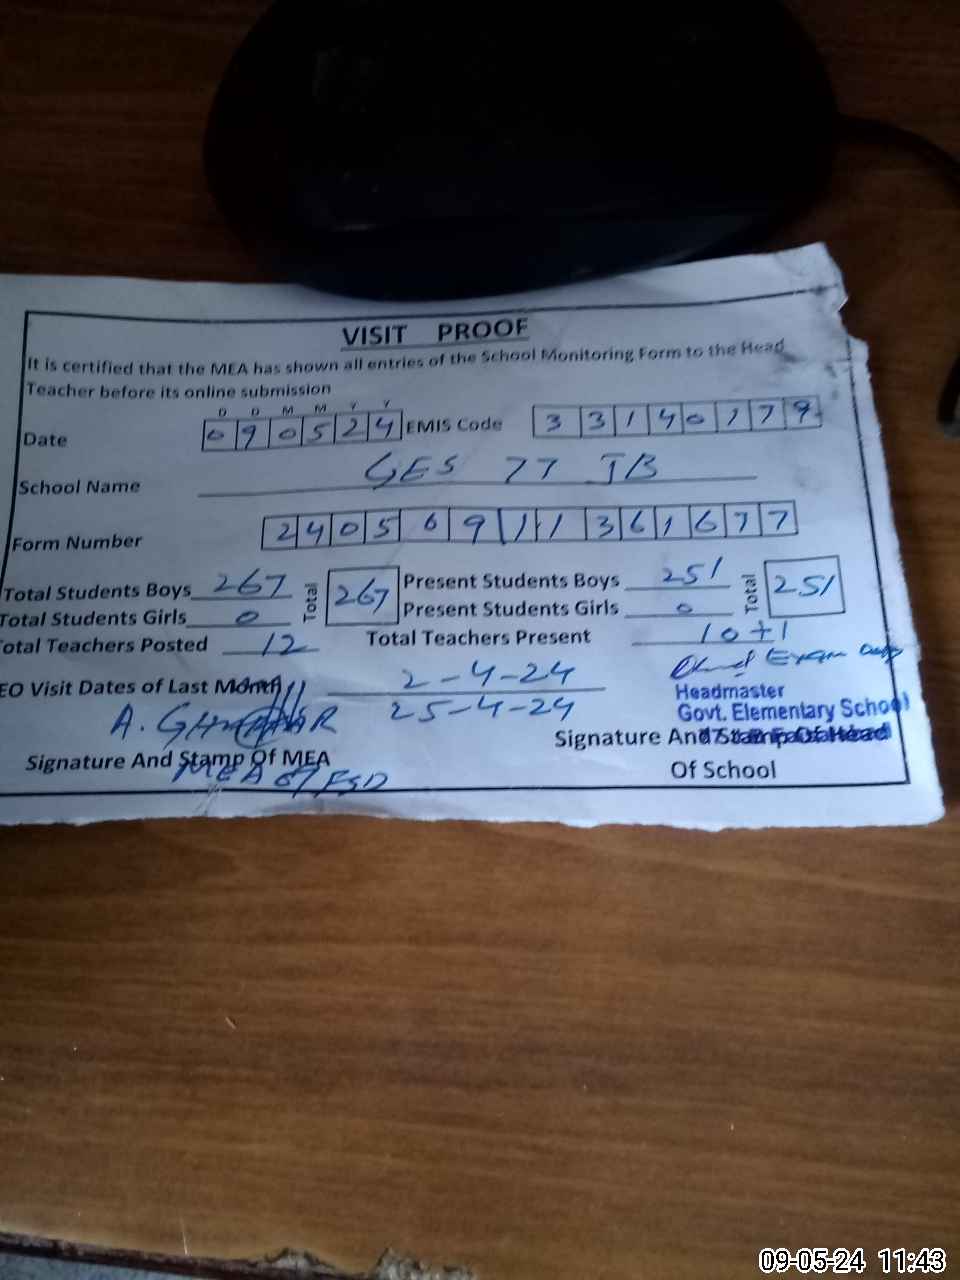 VISIT PROOF
It is certified that the MEA has shown all entries of the School Monitoring Form to the Head
Teacher before its online submission
D D M M Y Y
Date 0 9 0 5 2 4 EMIS Code 3 3 1 4 0 1 7 9
School Name GES 77 JB
Form Number 2 4 0 5 6 9 1 1 3 6 1 6 7 7
Total Students Boys 267 Total 267 Present Students Boys 251 Total 251
Total Students Girls 0 Present Students Girls 0
Total Teachers Posted 12 Total Teachers Present 10+1
Exam
EO Visit Dates of Last Month 2-4-24
25-4-24
Headmaster
Govt. Elementary School
A. GHAFFAR
Signature And Stamp Of MEA
MEA 07 FSD
Signature And Stamp Of Head
Of School
09-05-24 11:43